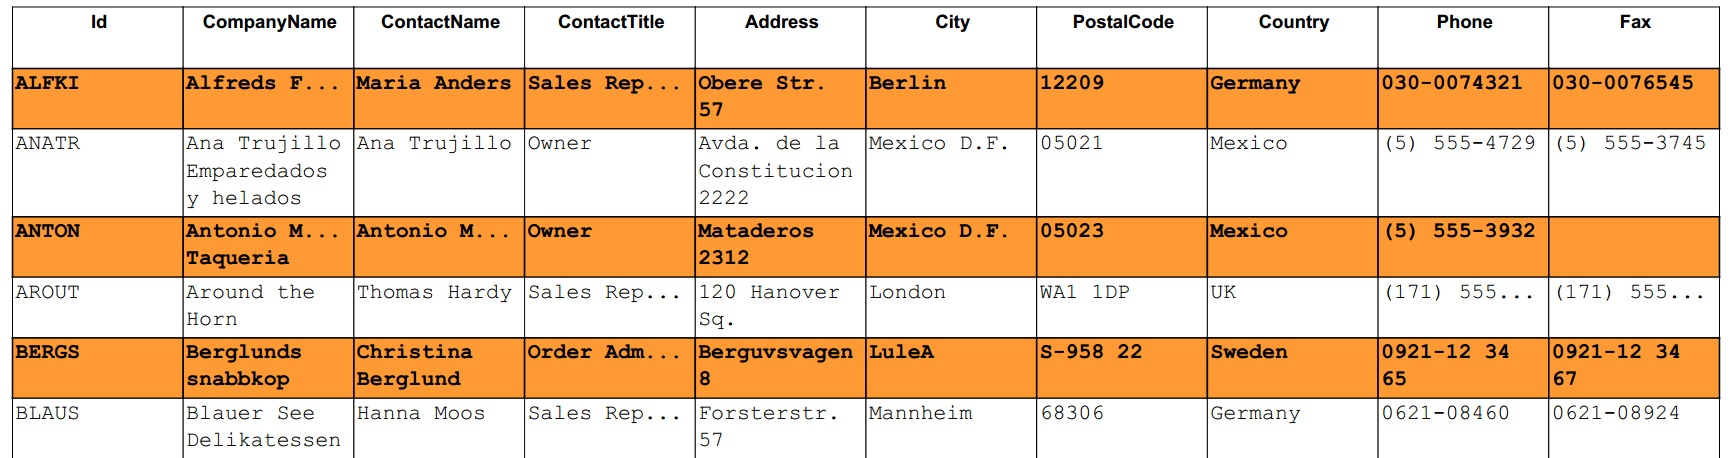 Id CompanyName ContactName ContactTitle Address City PostalCode Country Phone Fax
ALFKI Alfreds F... Maria Anders Sales Rep... Obere Str. Berlin 12209 Germany 030-0074321 030-0076545
57
ANATR Ana Trujillo Ana Trujillo Owner Avda. de la Mexico D.F. 05021 Mexico (5) 555-4729 (5) 555-3745
Emparedados Constitucion
y helados 2222
ANTON Antonio M... Antonio M... Owner Mataderos Mexico D.F. 05023 Mexico (5) 555-3932
Taqueria 2312
AROUT Around the Thomas Hardy Sales Rep... 120 Hanover London WA1 1DP UK (171) 555... (171) 555...
Horn Sq.
BERGS Berglunds Christina Order Adm... Berguvsvagen LuleA S-958 22 Sweden 0921-12 34 0921-12 34
snabbkop Berglund 8 65 67
BLAUS Blauer See Hanna Moos Sales Rep... Forsterstr. Mannheim 68306 Germany 0621-08460 0621-08924
Delikatessen 57